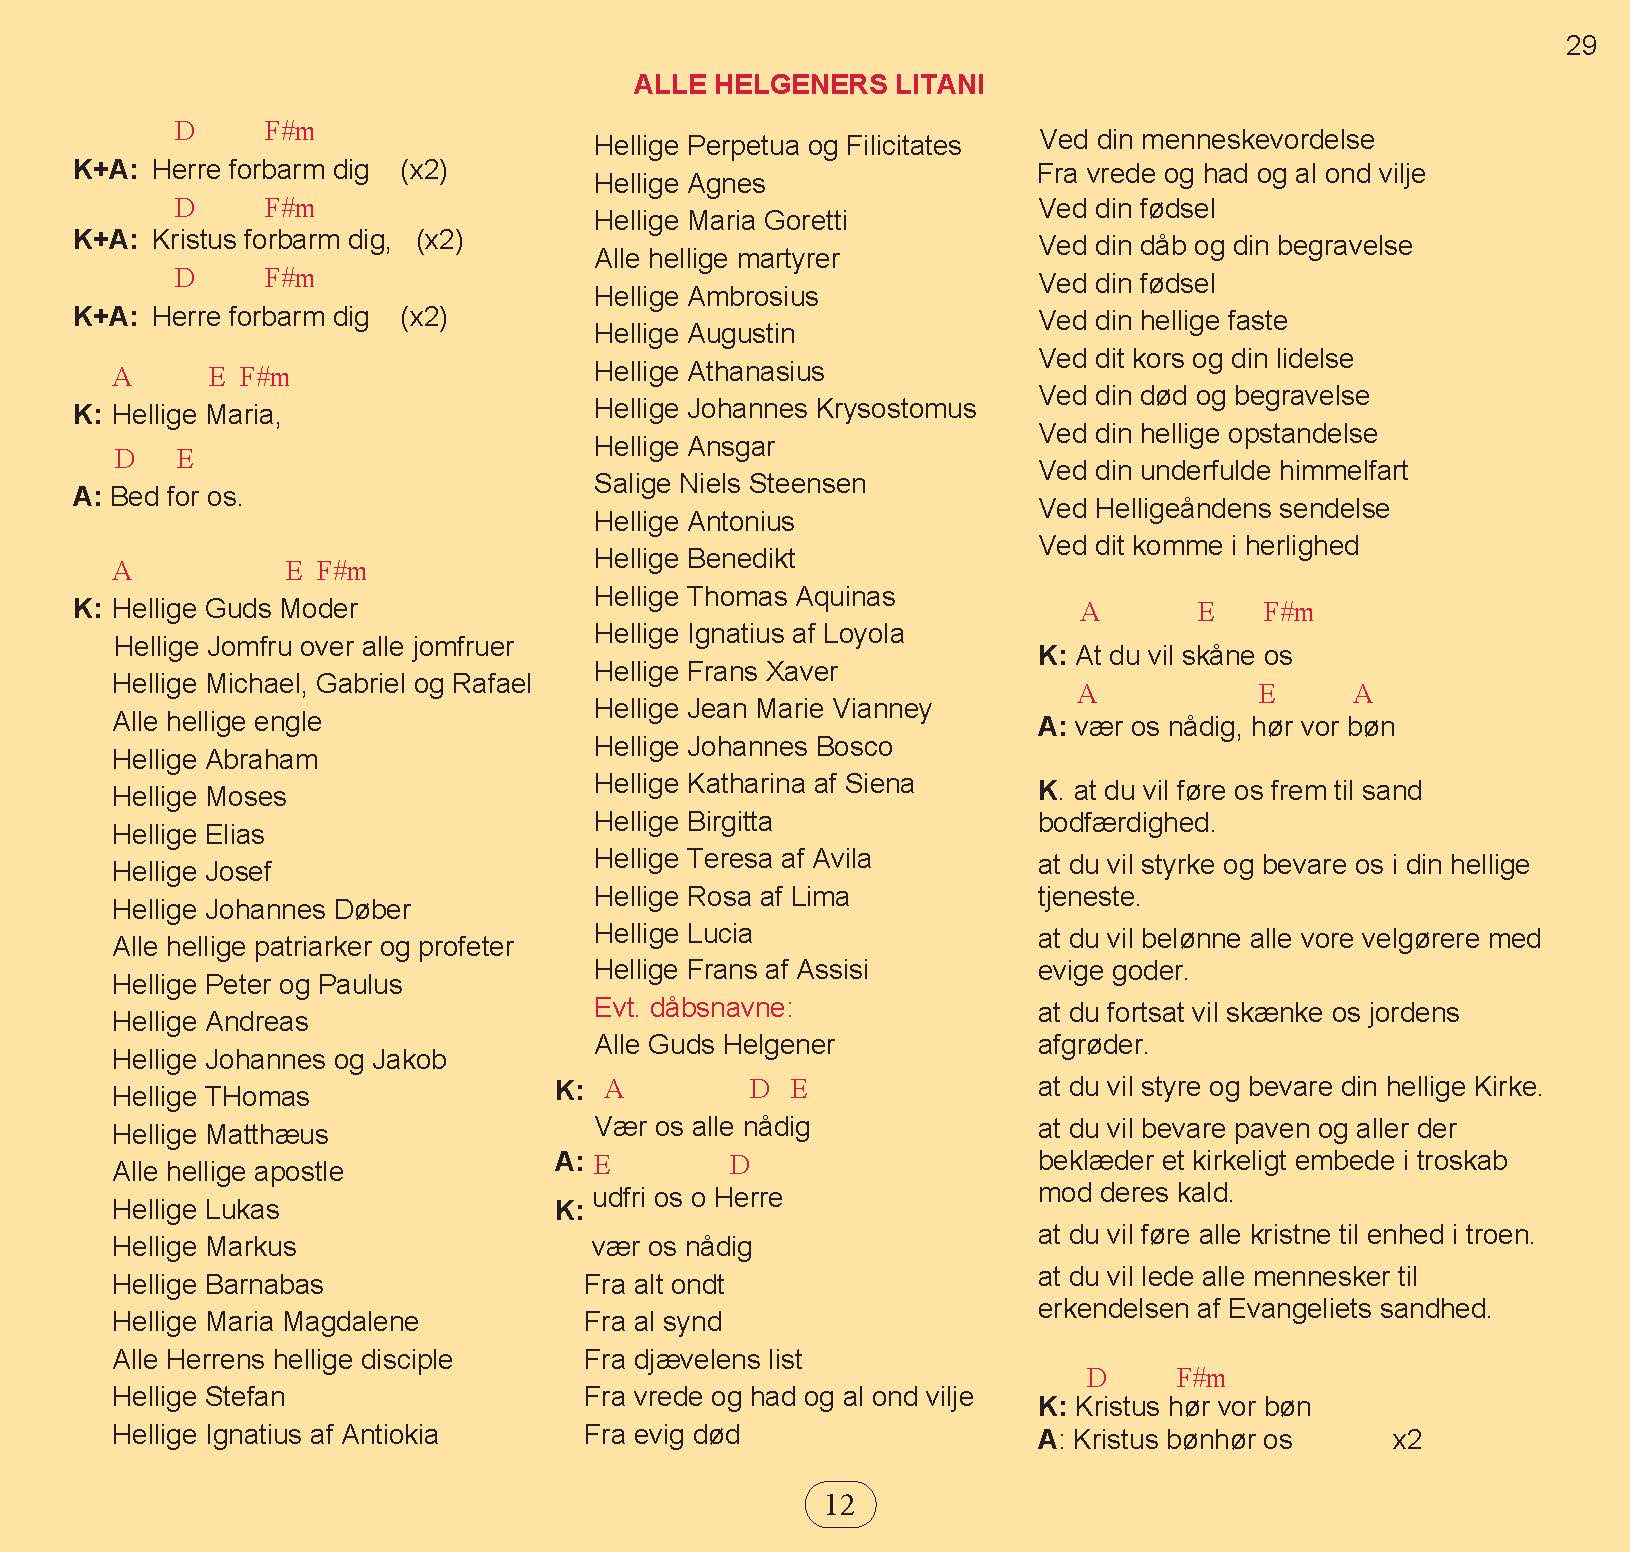 29
ALLE HELGENERS LITANI
D F#m
K+A: Herre forbarm dig (x2)
D F#m
K+A: Kristus forbarm dig, (x2)
D F#m
K+A: Herre forbarm dig (x2)
A E F#m
K: Hellige Maria,
D E
A: Bed for os.
A E F#m
K: Hellige Guds Moder
Hellige Jomfru over alle jomfruer
Hellige Michael, Gabriel og Rafael
Alle hellige engle
Hellige Abraham
Hellige Moses
Hellige Elias
Hellige Josef
Hellige Johannes Døber
Alle hellige patriarker og profeter
Hellige Peter og Paulus
Hellige Andreas
Hellige Johannes og Jakob
Hellige THomas
Hellige Matthæus
Alle hellige apostle
Hellige Lukas
Hellige Markus
Hellige Barnabas
Hellige Maria Magdalene
Alle Herrens hellige disciple
Hellige Stefan
Hellige Ignatius af Antiokia
Hellige Perpetua og Filicitates
Hellige Agnes
Hellige Maria Goretti
Alle hellige martyrer
Hellige Ambrosius
Hellige Augustin
Hellige Athanasius
Hellige Johannes Krysostomus
Hellige Ansgar
Salige Niels Steensen
Hellige Antonius
Hellige Benedikt
Hellige Thomas Aquinas
Hellige Ignatius af Loyola
Hellige Frans Xaver
Hellige Jean Marie Vianney
Hellige Johannes Bosco
Hellige Katharina af Siena
Hellige Birgitta
Hellige Teresa af Avila
Hellige Rosa af Lima
Hellige Lucia
Hellige Frans af Assisi
Evt. dåbsnavne:
Alle Guds Helgener
K: A D E
Vær os alle nådig
A: E D
udfri os o Herre
K:
vær os nådig
Fra alt ondt
Fra al synd
Fra djævelens list
Fra vrede og had og al ond vilje
Fra evig død
Ved din menneskevordelse
Fra vrede og had og al ond vilje
Ved din fødsel
Ved din dåb og din begravelse
Ved din fødsel
Ved din hellige faste
Ved dit kors og din lidelse
Ved din død og begravelse
Ved din hellige opstandelse
Ved din underfulde himmelfart
Ved Helligeåndens sendelse
Ved dit komme i herlighed
A E F#m
K: At du vil skåne os
A E A
A: vær os nådig, hør vor bøn
K. at du vil føre os frem til sand
bodfærdighed.
at du vil styrke og bevare os i din hellige
tjeneste.
at du vil belønne alle vore velgørere med
evige goder.
at du fortsat vil skænke os jordens
afgrøder.
at du vil styre og bevare din hellige Kirke.
at du vil bevare paven og aller der
beklæder et kirkeligt embede i troskab
mod deres kald.
at du vil føre alle kristne til enhed i troen.
at du vil lede alle mennesker til
erkendelsen af Evangeliets sandhed.
D F#m
K: Kristus hør vor bøn
A: Kristus bønhør os x2
12